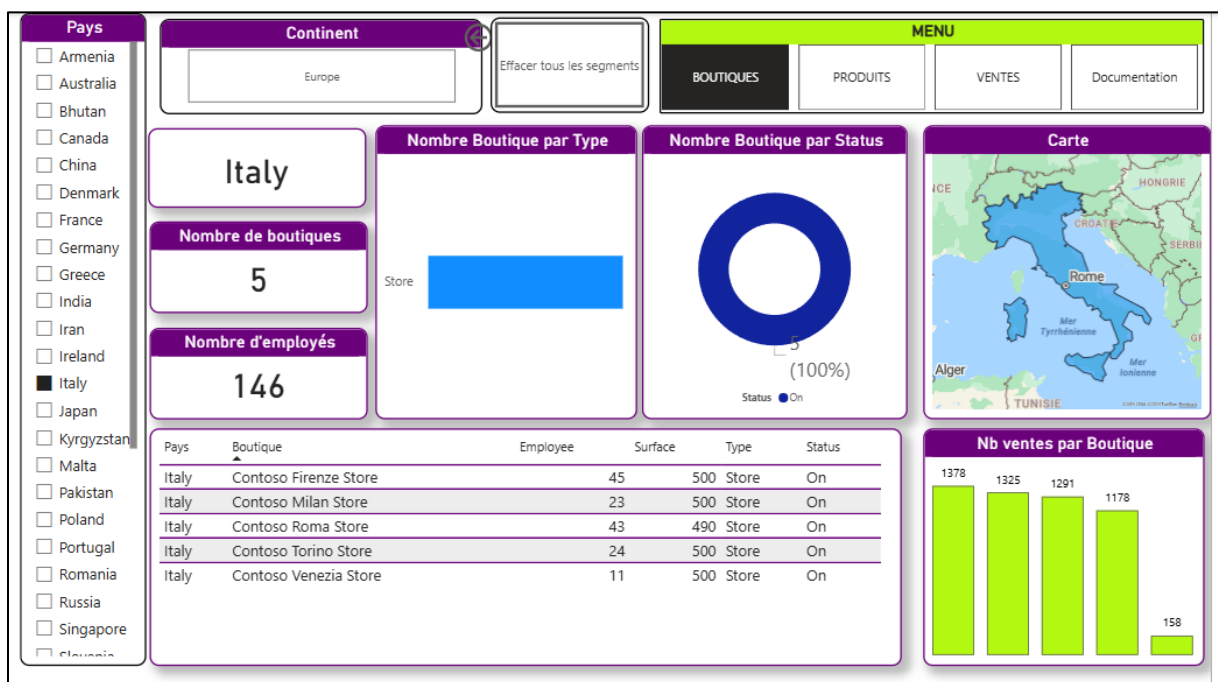 Pays
Armenia
Australia
Bhutan
Canada
China
Denmark
France
Germany
Greece
India
Iran
Ireland
Italy
Japan
Kyrgyzstan
Malta
Pakistan
Poland
Portugal
Romania
Russia
Singapore
Continent
Europe
Effacer tous les segments
MENU
BOUTIQUES PRODUITS VENTES Documentation
Italy
Nombre de boutiques
5
Nombre d'employés
146
Nombre Boutique par Type
Store
Nombre Boutique par Status
5
(100%)
Status On
Carte
HONGRIE
CROATIE
SERBI
Rome
Mer
Tyrrhénienne
Mer
Ionienne
Alger
TUNISIE
Pays Boutique Employee Surface Type Status
Italy Contoso Firenze Store 45 500 Store On
Italy Contoso Milan Store 23 500 Store On
Italy Contoso Roma Store 43 490 Store On
Italy Contoso Torino Store 24 500 Store On
Italy Contoso Venezia Store 11 500 Store On
Nb ventes par Boutique
1378 1325 1291 1178 158